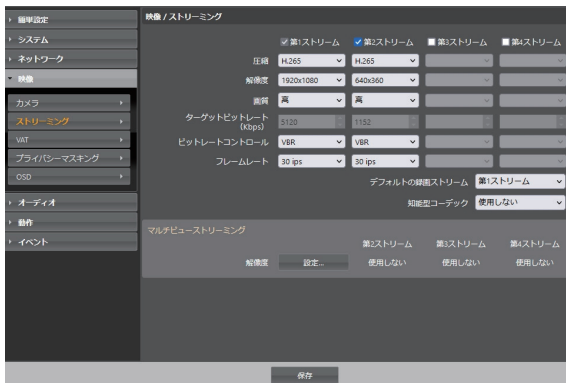 簡単設定
システム
ネットワーク
映像
カメラ
ストリーミング
VAT
プライバシーマスキング
OSD
オーディオ
動作
イベント
映像 / ストリーミング
第1ストリーム 第2ストリーム 第3ストリーム 第4ストリーム
圧縮 H.265 H.265
解像度 1920x1080 640x360
画質 高 高
ターゲットビットレート
(Kbps) 5120 1152
ビットレートコントロール VBR VBR
フレームレート 30 ips 30 ips
デフォルトの録画ストリーム 第1ストリーム
知能型コーデック 使用しない
マルチビューストリーミング
第2ストリーム 第3ストリーム 第4ストリーム
解像度 設定... 使用しない 使用しない 使用しない
保存